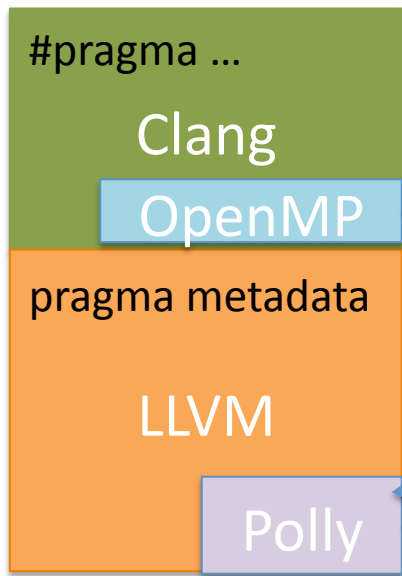 #pragma …
Clang
OpenMP
pragma metadata
LLVM
Polly